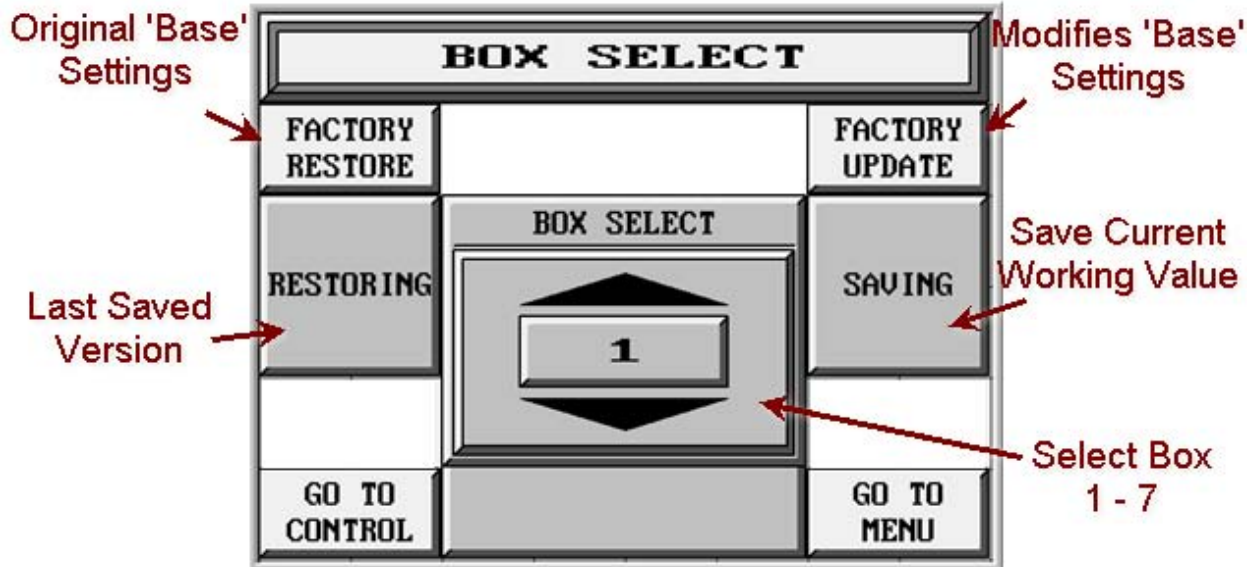 Original 'Base'
Settings
BOX SELECT
Modifies 'Base'
Settings
FACTORY
RESTORE
FACTORY
UPDATE
BOX SELECT
RESTORING
1
SAVING
Save Current
Working Value
Last Saved
Version
Select Box
1 - 7
GO TO
CONTROL
GO TO
MENU